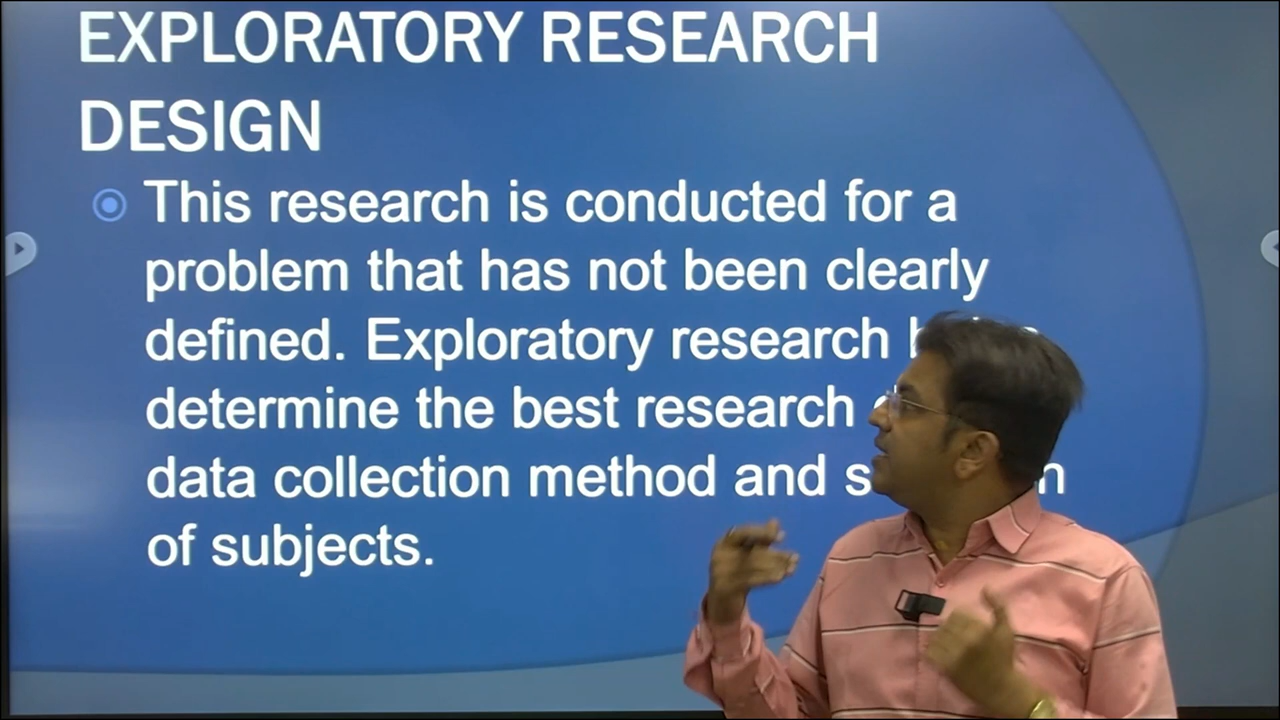 EXPLORATORY RESEARCH
DESIGN
This research is conducted for a
problem that has not been clearly
defined. Exploratory research
determine the best research
data collection method and
of subjects.